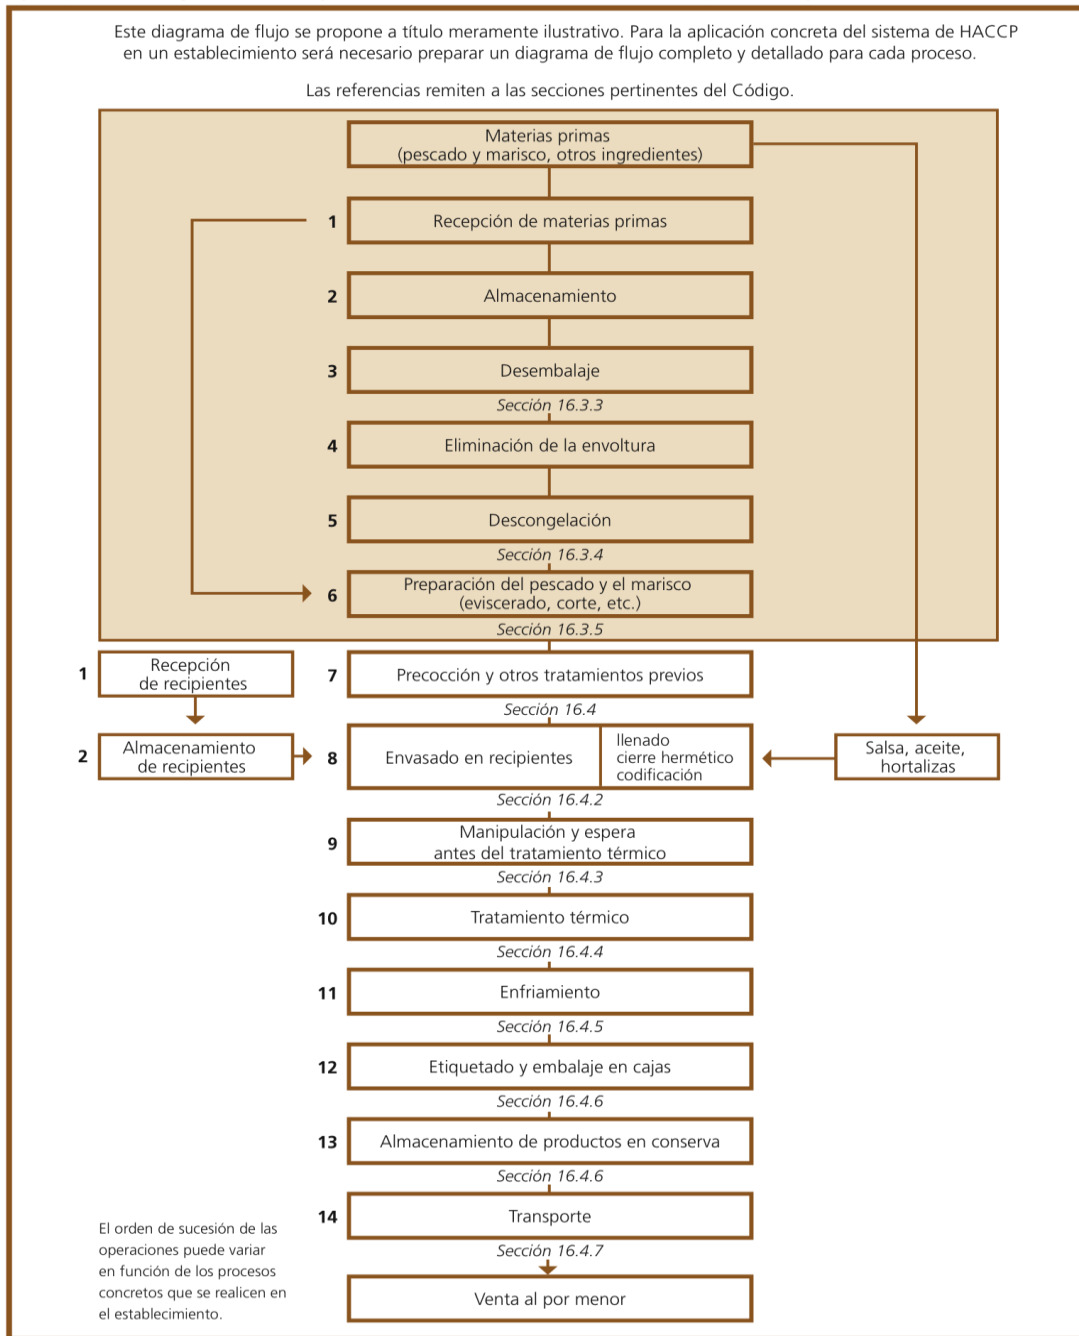 Este diagrama de flujo se propone a título meramente ilustrativo. Para la aplicación concreta del sistema de HACCP
en un establecimiento será necesario preparar un diagrama de flujo completo y detallado para cada proceso.
Las referencias remiten a las secciones pertinentes del Código.
Materias primas
(pescado y marisco, otros ingredientes)
1
Recepción de materias primas
2
Almacenamiento
3
Desembalaje
Sección 16.3.3
4
Eliminación de la envoltura
5
Descongelación
Sección 16.3.4
6
Preparación del pescado y el marisco
(eviscerado, corte, etc.)
Sección 16.3.5
1
Recepción
de recipientes
7
Precocción y otros tratamientos previos
Sección 16.4
2
Almacenamiento
de recipientes
8
Envasado en recipientes
llenado
cierre hermético
codificación
Salsa, aceite,
hortalizas
Sección 16.4.2
9
Manipulación y espera
antes del tratamiento térmico
Sección 16.4.3
10
Tratamiento térmico
Sección 16.4.4
11
Enfriamiento
Sección 16.4.5
12
Etiquetado y embalaje en cajas
Sección 16.4.6
13
Almacenamiento de productos en conserva
Sección 16.4.6
14
Transporte
Sección 16.4.7
Venta al por menor
El orden de sucesión de las
operaciones puede variar
en función de los procesos
concretos que se realicen en
el establecimiento.